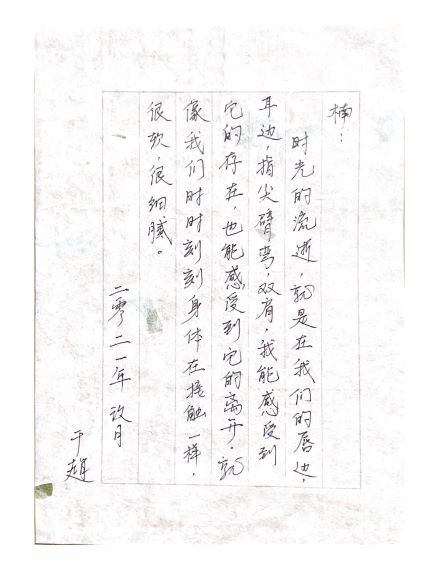 楠：
时光的流逝，就是在我们的唇边，
耳边，指尖臂弯，双肩，我能感受到
它的存在，也能感受到它的离开，就
像我们时时刻刻身体在接触一样，
很软，很细腻。
二零二一年 月
于